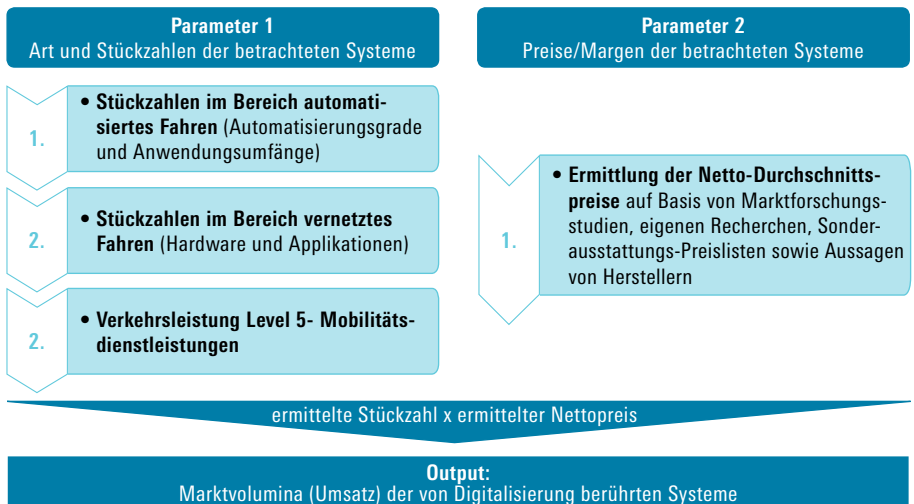 Parameter 1
Art und Stückzahlen der betrachteten Systeme
1.
• Stückzahlen im Bereich automati-
siertes Fahren (Automatisierungsgrade
und Anwendungsumfänge)
2.
• Stückzahlen im Bereich vernetztes
Fahren (Hardware und Applikationen)
2.
• Verkehrsleistung Level 5- Mobilitäts-
dienstleistungen
Parameter 2
Preise/Margen der betrachteten Systeme
1.
• Ermittlung der Netto-Durchschnitts-
preise auf Basis von Marktforschungs-
studien, eigenen Recherchen, Sonder-
ausstattungs-Preislisten sowie Aussagen
von Herstellern
ermittelte Stückzahl x ermittelter Nettopreis
Output:
Marktvolumina (Umsatz) der von Digitalisierung berührten Systeme